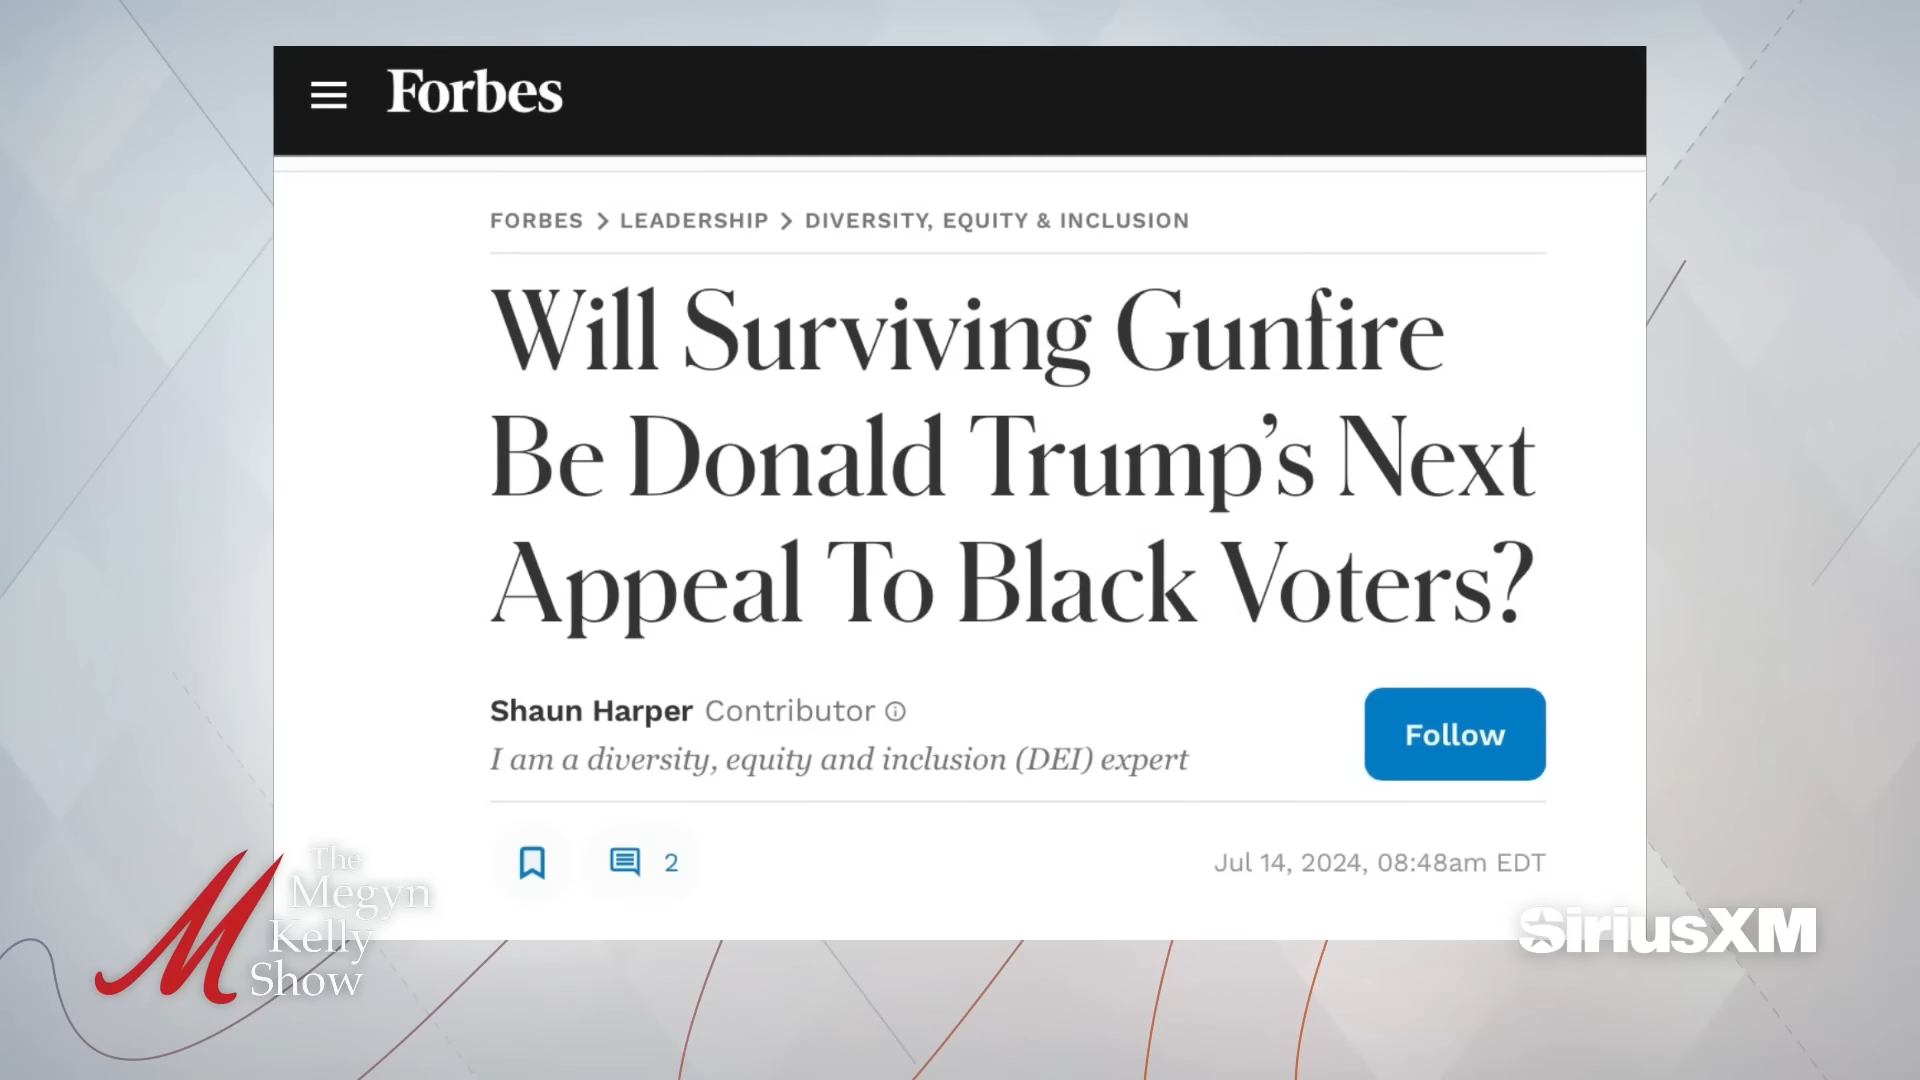 Forbes
FORBES > LEADERSHIP > DIVERSITY, EQUITY & INCLUSION
Will Surviving Gunfire
Be Donald Trump’s Next
Appeal To Black Voters?
Shaun Harper Contributor
I am a diversity, equity and inclusion (DEI) expert
Follow
2
Jul 14, 2024, 08:48am EDT
M
The
Megyn
Kelly
Show
SiriusXM